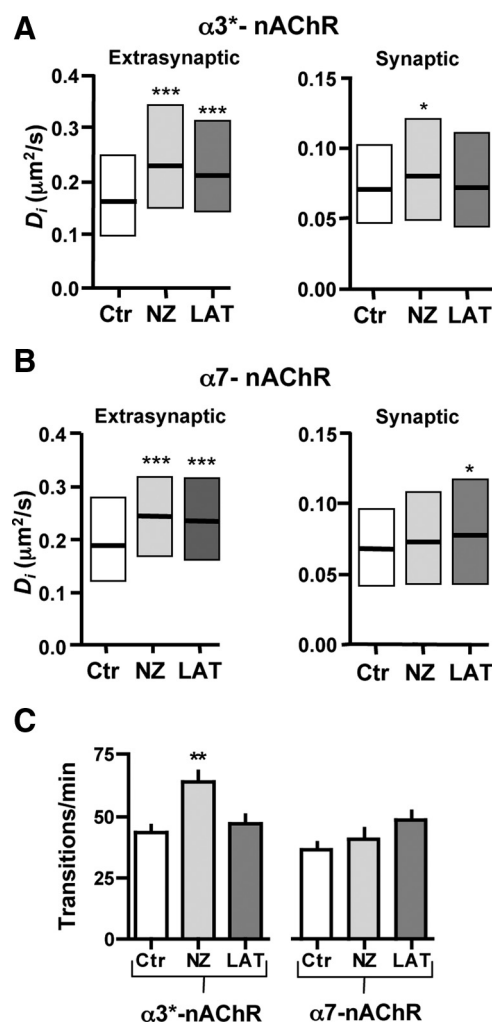 A
α3*- nAChR
Extrasynaptic
Synaptic
Di (μm²/s)
0.4
0.3
0.2
0.1
0.0
***
***
Ctr NZ LAT
0.15
0.10
0.05
0.00
*
Ctr NZ LAT
B
α7- nAChR
Extrasynaptic
Synaptic
Di (μm²/s)
0.4
0.3
0.2
0.1
0.0
***
***
Ctr NZ LAT
0.15
0.10
0.05
0.00
*
Ctr NZ LAT
C
Transitions/min
75
50
25
0
**
Ctr NZ LAT
Ctr NZ LAT
α3*-nAChR
α7-nAChR